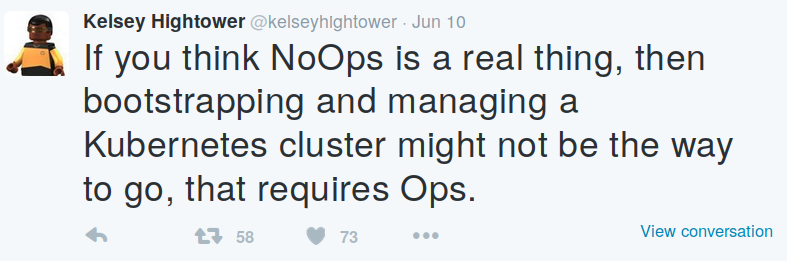 Kelsey Hightower @kelseyhightower · Jun 10
If you think NoOps is a real thing, then
bootstrapping and managing a
Kubernetes cluster might not be the way
to go, that requires Ops.
58 73 View conversation